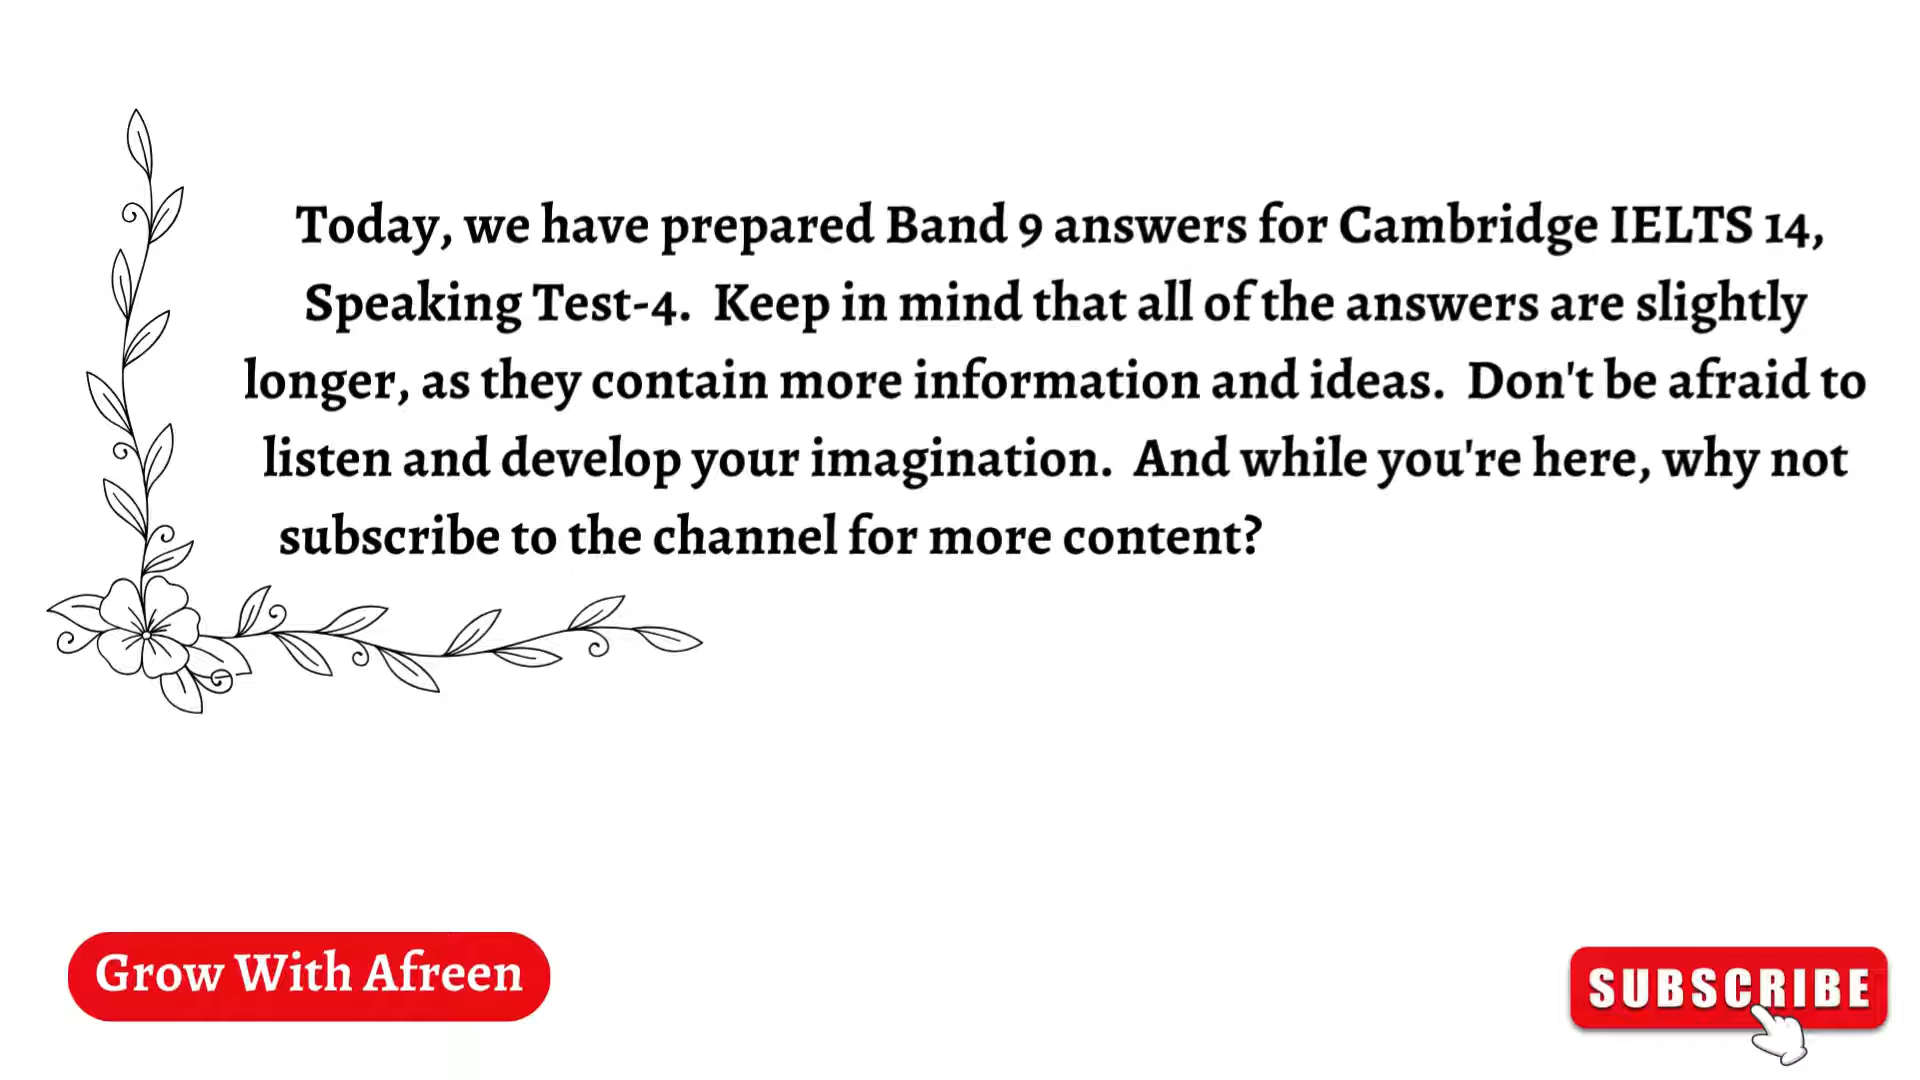 Today, we have prepared Band 9 answers for Cambridge IELTS 14,
Speaking Test-4. Keep in mind that all of the answers are slightly
longer, as they contain more information and ideas. Don't be afraid to
listen and develop your imagination. And while you're here, why not
subscribe to the channel for more content?
Grow With Afreen
SUBSCRIBE